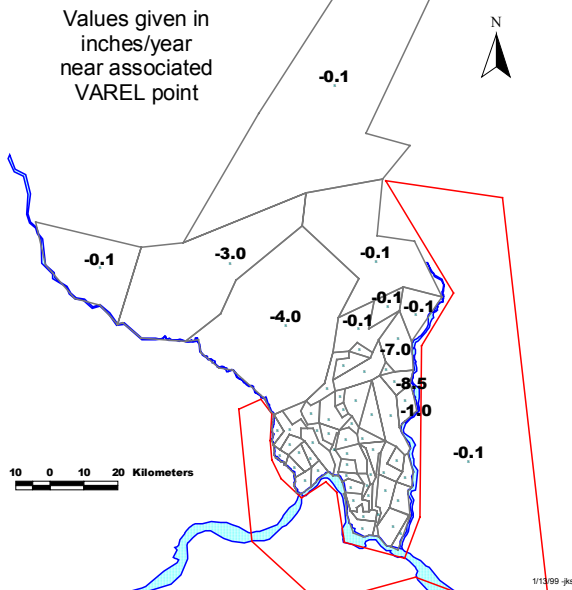 Values given in
inches/year
near associated
VAREL point
N
-0.1
-0.1
-3.0
-0.1
-4.0
-0.1
-0.1
-0.1
-7.0
-8.5
-1.0
-0.1
10 0 10 20 Kilometers
1/13/99 -jks